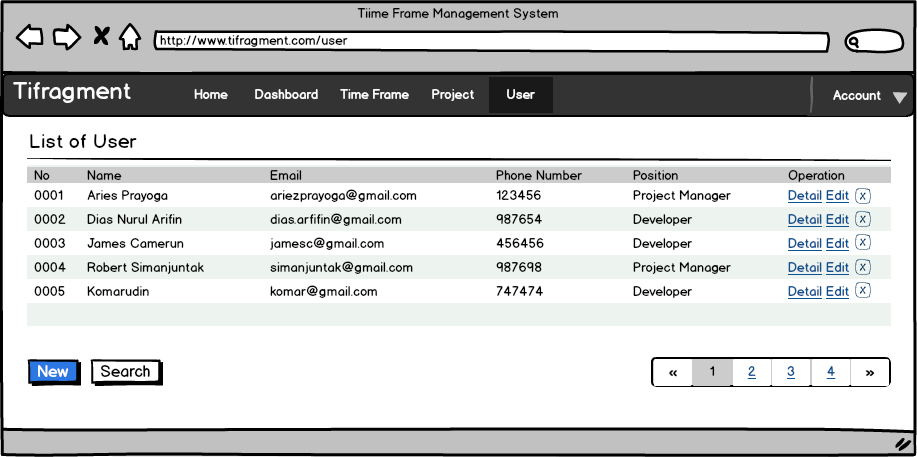 Tiime Frame Management System
http://www.tifragment.com/user
Tifragment Home Dashboard Time Frame Project User Account
List of User
No Name Email Phone Number Position Operation
0001 Aries Prayoga ariezprayoga@gmail.com 123456 Project Manager Detail Edit X
0002 Dias Nurul Arifin dias.arfifin@gmail.com 987654 Developer Detail Edit X
0003 James Camerun jamesc@gmail.com 456456 Developer Detail Edit X
0004 Robert Simanjuntak simanjuntak@gmail.com 987698 Project Manager Detail Edit X
0005 Komarudin komar@gmail.com 747474 Developer Detail Edit X
New Search « 1 2 3 4 »